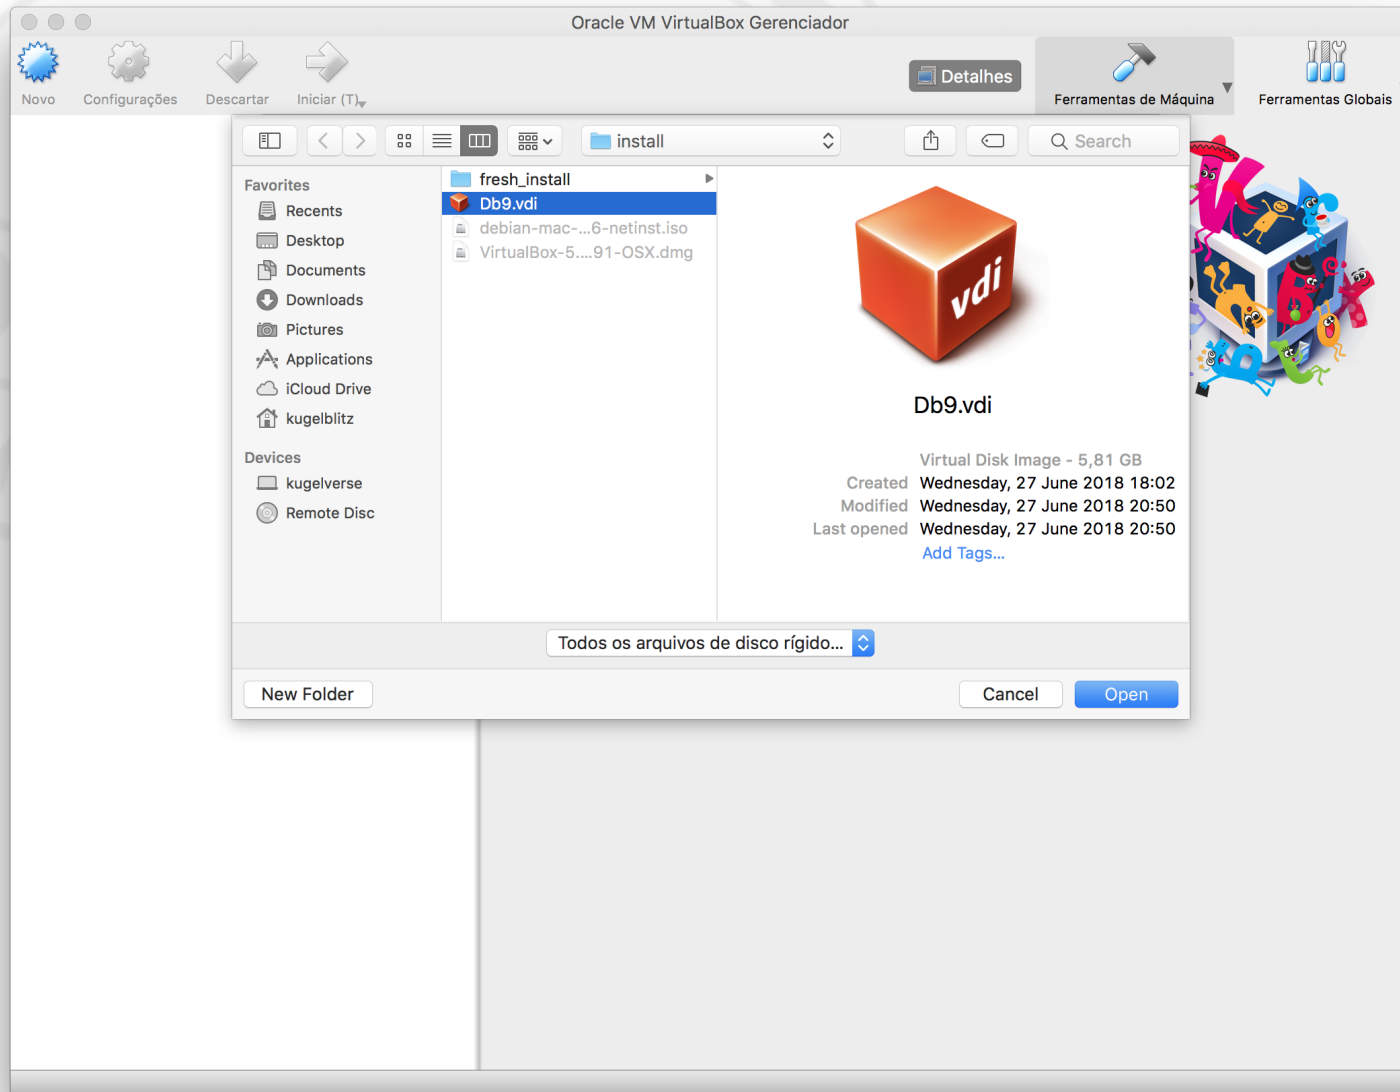 Oracle VM VirtualBox Gerenciador
Novo
Configurações
Descartar
Iniciar (T)
Detalhes
Ferramentas de Máquina
Ferramentas Globais
install
Search
Favorites
Recents
Desktop
Documents
Downloads
Pictures
Applications
iCloud Drive
kugelblitz
Devices
kugelverse
Remote Disc
fresh_install
Db9.vdi
debian-mac-...6-netinst.iso
VirtualBox-5....91-OSX.dmg
vdi
Db9.vdi
Virtual Disk Image - 5,81 GB
Created Wednesday, 27 June 2018 18:02
Modified Wednesday, 27 June 2018 20:50
Last opened Wednesday, 27 June 2018 20:50
Add Tags...
Todos os arquivos de disco rígido...
New Folder
Cancel
Open